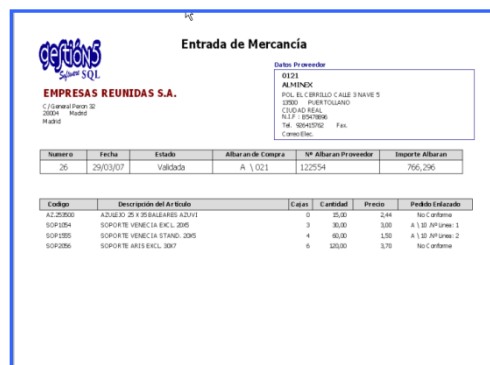 gestión5
Software SQL
Entrada de Mercancía
EMPRESAS REUNIDAS S.A.
C/General Peron 32
28004 Madrid
Madrid
Datos Proveedor
0121
ALMINEX
POL. EL CERRILLO CALLE 3 NAVE 5
13500 PUERTOLLANO
CIUDAD REAL
N.I.F : B5478696
Tel. 926415762 Fax.
Correo Elec.
Numero Fecha Estado Albaran de Compra Nº Albaran Proveedor Importe Albaran
26 29/03/07 Validada A \ 021 122554 766,296
Codigo Descripción del Artículo Cajas Cantidad Precio Pedido Enlazado
AZ.253500 AZULEJO 25 X 35 BALEARES AZUVI 0 15,00 2,44 No Conforme
SOP1054 SOPORTE VENECIA EXCL. 20X5 3 30,00 3,00 A \ 10 .Nº Linea: 1
SOP1555 SOPORTE VENECIA STAND. 20X5 4 60,00 1,50 A \ 10 .Nº Linea: 2
SOP2056 SOPORTE ARIS EXCL. 30X7 6 120,00 3,70 No Conforme